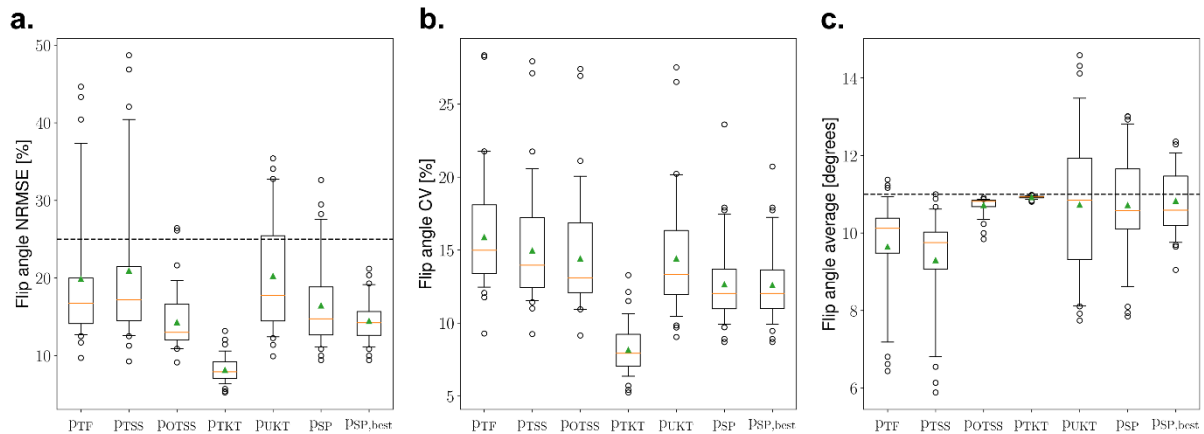 a.
Flip angle NRMSE [%]
50
40
30
20
10
pTF pTSS pOTSS pTKT pUKT pSP pSP,best
b.
Flip angle CV [%]
25
20
15
10
5
pTF pTSS pOTSS pTKT pUKT pSP pSP,best
c.
Flip angle average [degrees]
14
12
10
8
6
pTF pTSS pOTSS pTKT pUKT pSP pSP,best